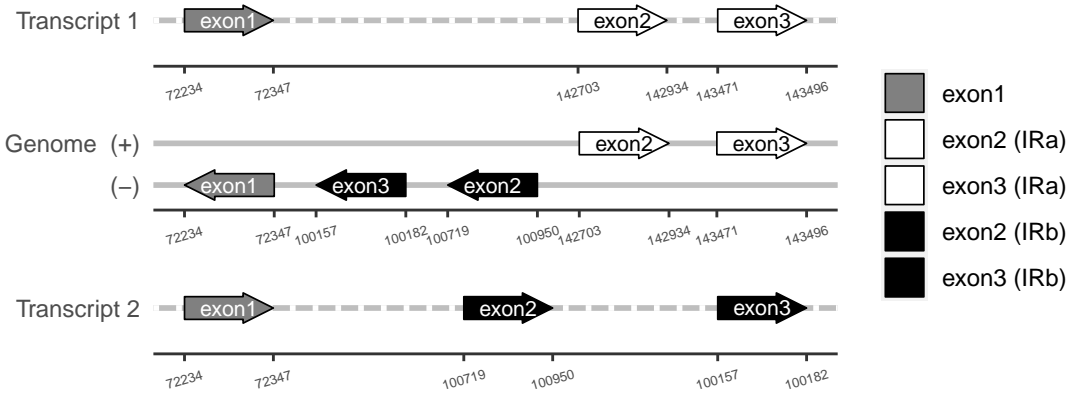 Transcript 1 exon1 exon2 exon3
72234 72347 142703 142934 143471 143496
Genome (+) exon2 exon3
(−) exon1 exon3 exon2
72234 72347 100157 100182 100719 100950 142703 142934 143471 143496
Transcript 2 exon1 exon2 exon3
72234 72347 100719 100950 100157 100182
exon1
exon2 (IRa)
exon3 (IRa)
exon2 (IRb)
exon3 (IRb)